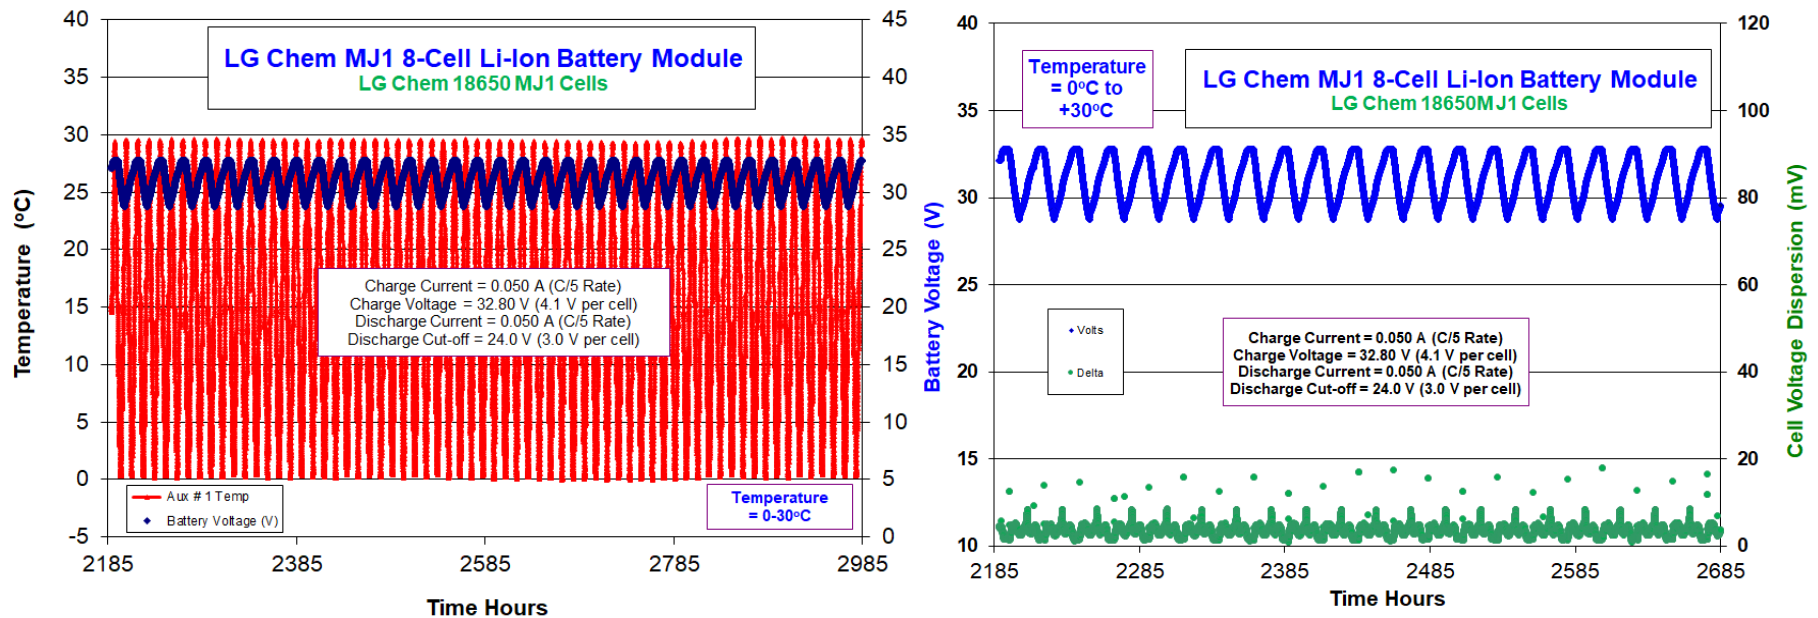 LG Chem MJ1 8-Cell Li-Ion Battery Module
LG Chem 18650 MJ1 Cells
40
35
30
25
20
15
10
5
0
-5
Temperature (°C)
45
40
35
30
25
20
15
10
5
0
Charge Current = 0.050 A (C/5 Rate)
Charge Voltage = 32.80 V (4.1 V per cell)
Discharge Current = 0.050 A (C/5 Rate)
Discharge Cut-off = 24.0 V (3.0 V per cell)
Aux # 1 Temp
Battery Voltage (V)
Temperature
= 0-30°C
2185
2385
2585
2785
2985
Time Hours
Temperature
= 0°C to
+30°C
LG Chem MJ1 8-Cell Li-Ion Battery Module
LG Chem 18650MJ1 Cells
40
35
30
25
20
15
10
Battery Voltage (V)
120
100
80
60
40
20
0
Cell Voltage Dispersion (mV)
Volts
Delta
Charge Current = 0.050 A (C/5 Rate)
Charge Voltage = 32.80 V (4.1 V per cell)
Discharge Current = 0.050 A (C/5 Rate)
Discharge Cut-off = 24.0 V (3.0 V per cell)
2185
2285
2385
2485
2585
2685
Time Hours